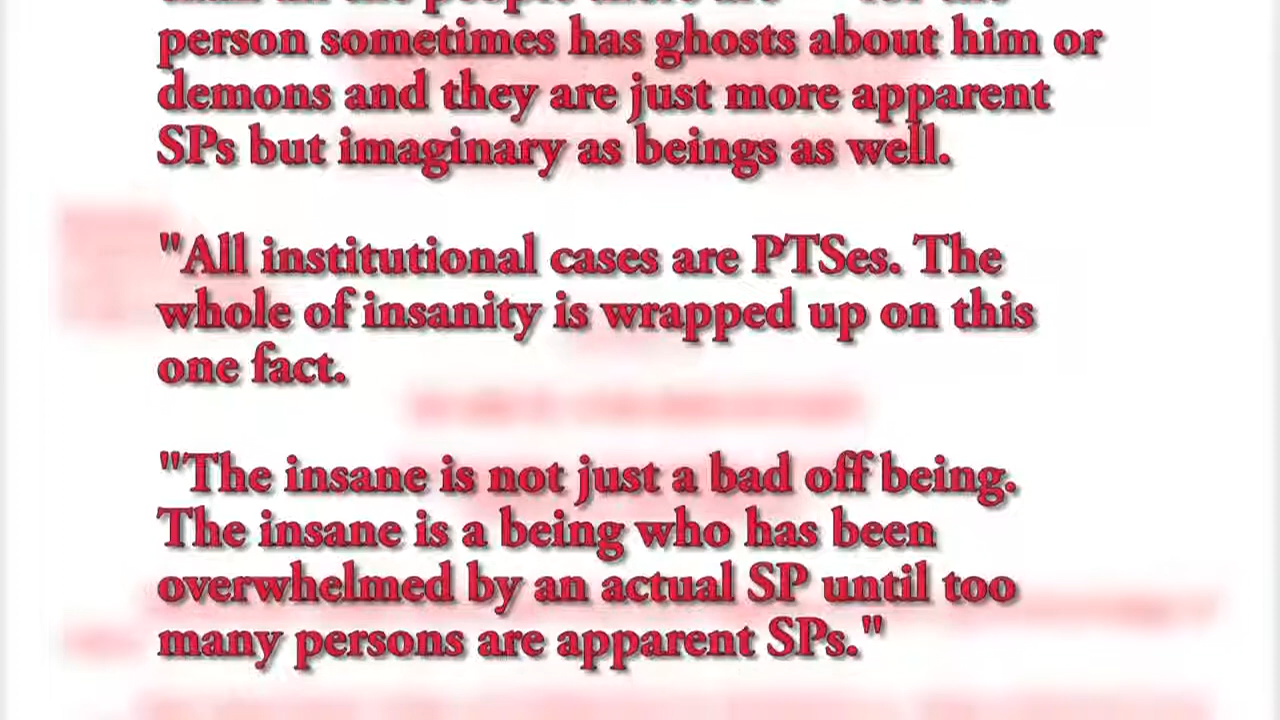 person sometimes has ghosts about him or
demons and they are just more apparent
SPs but imaginary as beings as well.
"All institutional cases are PTSes. The
whole of insanity is wrapped up on this
one fact.
"The insane is not just a bad off being.
The insane is a being who has been
overwhelmed by an actual SP until too
many persons are apparent SPs."